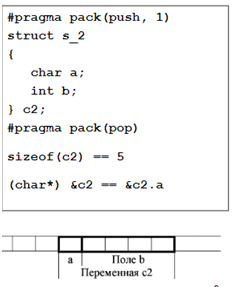 #pragma pack(push, 1)
struct s_2
{
char a;
int b;
} c2;
#pragma pack(pop)
sizeof(c2) == 5
(char*) &c2 == &c2.a
a Поле b
Переменная c2